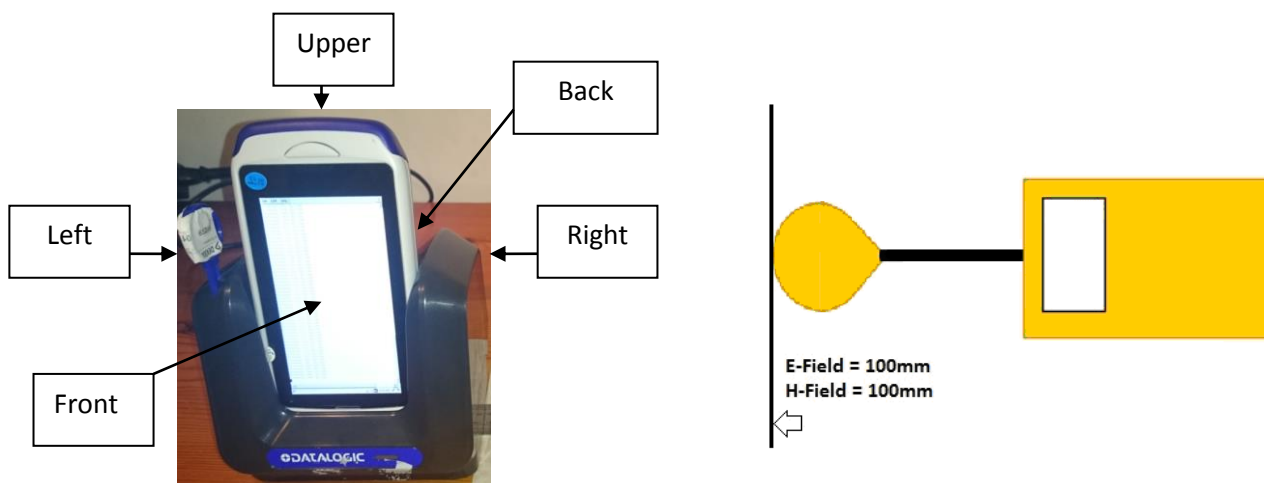 Upper
Back
Left
Right
Front
DATALOGIC
E-Field = 100mm
H-Field = 100mm